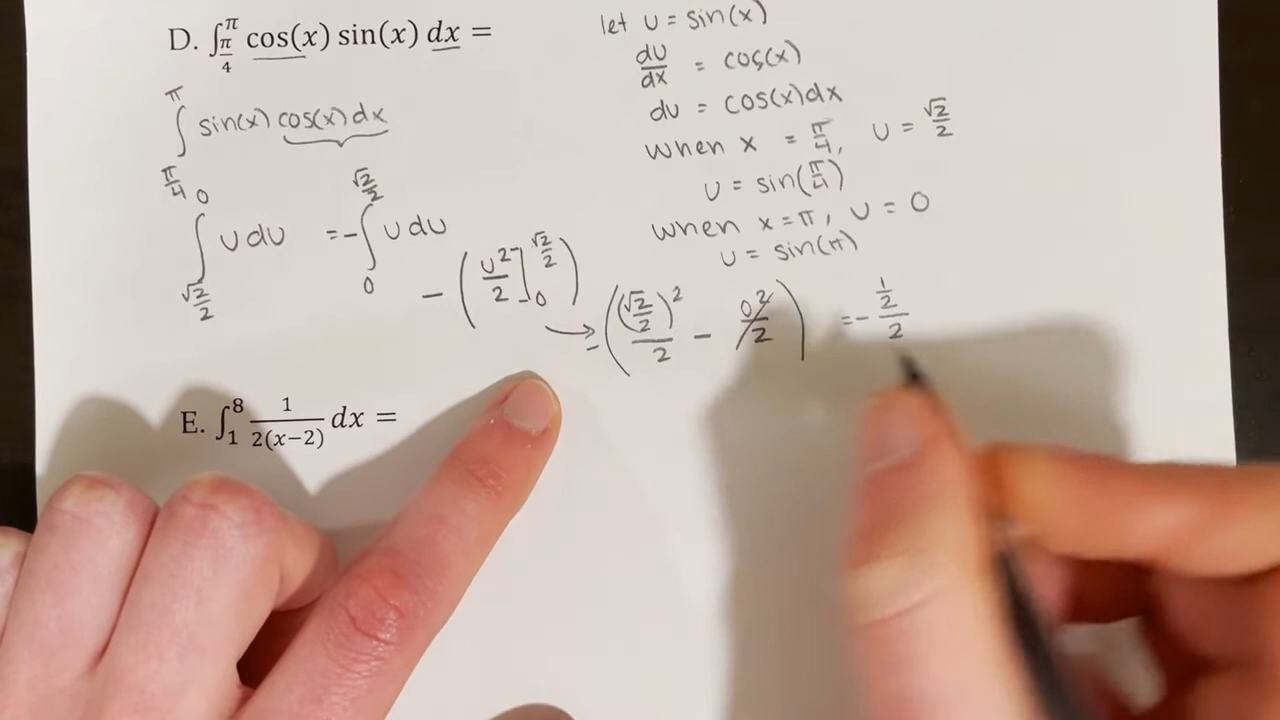 D. ∫_{π/4}^{π} cos(x) sin(x) dx =
∫_{π/4}^{π} sin(x) cos(x) dx
∫_{√2/2}^{0} u du = -∫_{0}^{√2/2} u du
- (u²/2]_{0}^{√2/2})
let u = sin(x)
du/dx = cos(x)
du = cos(x)dx
when x = π/4, u = √2/2
u = sin(π/4)
when x = π, u = 0
u = sin(π)
→ = -((√2/2)²/2 - 0²/2) = - ½/2
E. ∫_{1}^{8} 1/2(x−2) dx =